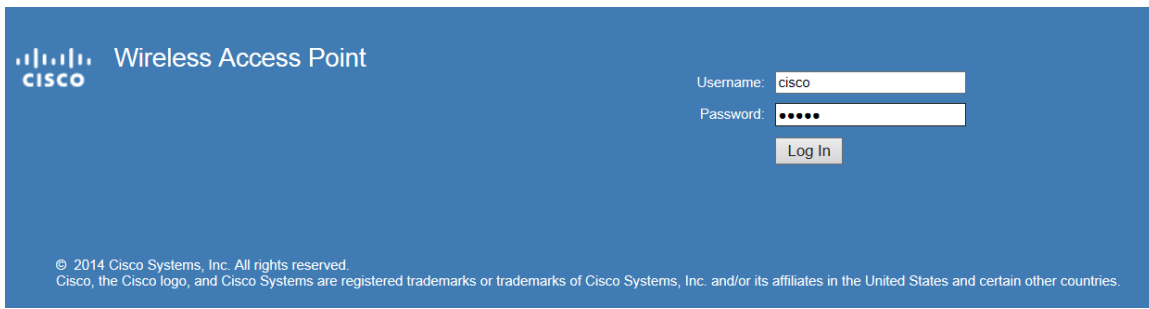 Wireless Access Point
CISCO
Username: cisco
Password: •••••
Log In
© 2014 Cisco Systems, Inc. All rights reserved.
Cisco, the Cisco logo, and Cisco Systems are registered trademarks or trademarks of Cisco Systems, Inc. and/or its affiliates in the United States and certain other countries.